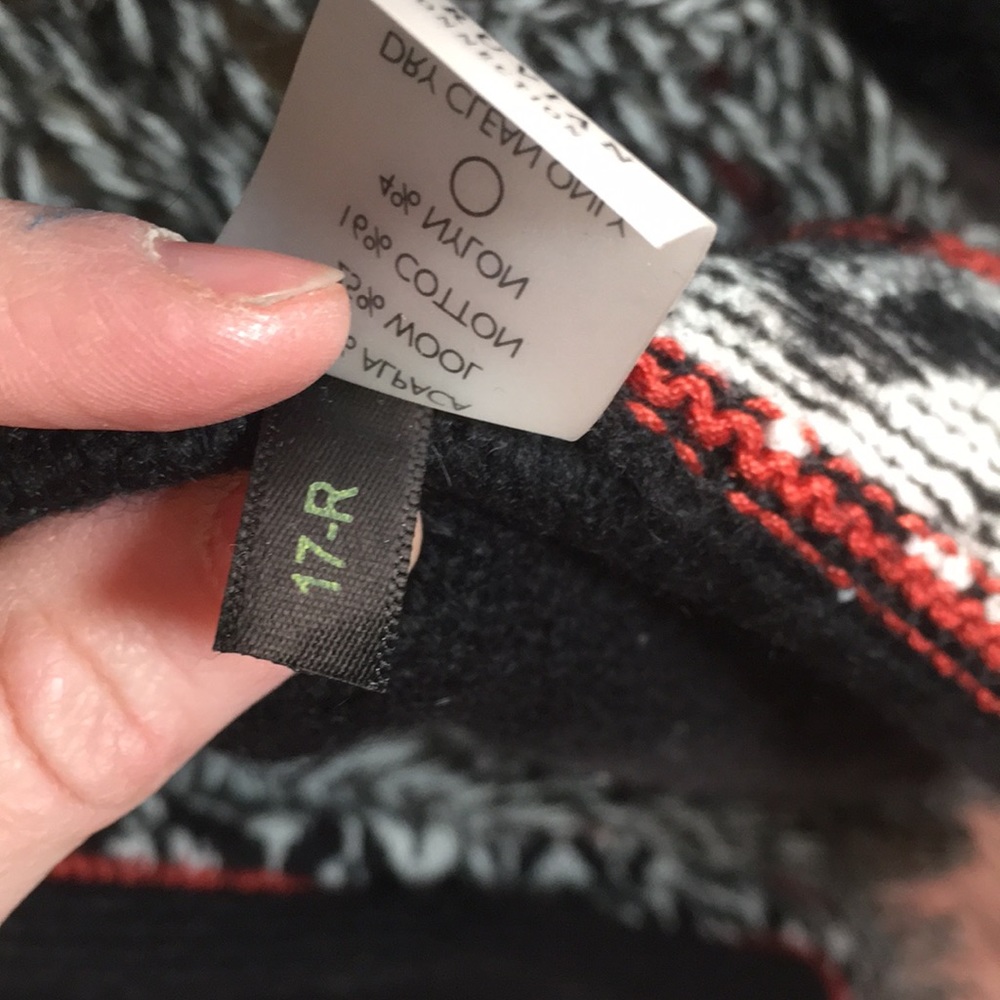 ALPACA
WOOL
16% COTTON
4% NYLON
DRY CLEAN ONLY
17-R